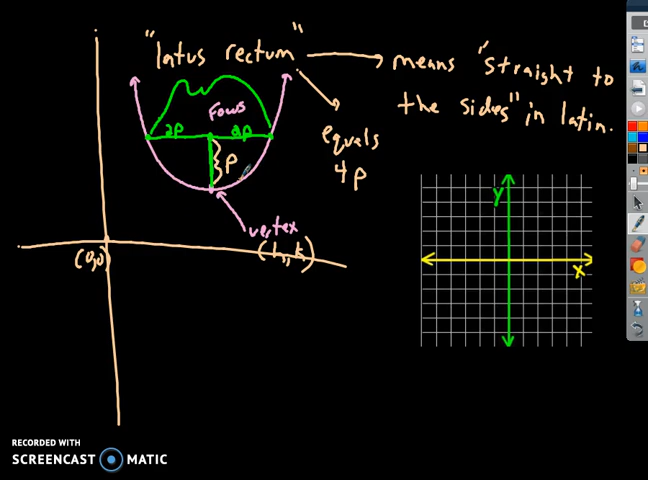 "latus rectum"
means "straight to
the sides" in latin.
equals
4p
Focus
2p
2p
P
vertex
(h, k)
(0,0)
y
x
RECORDED WITH
SCREENCAST MATIC